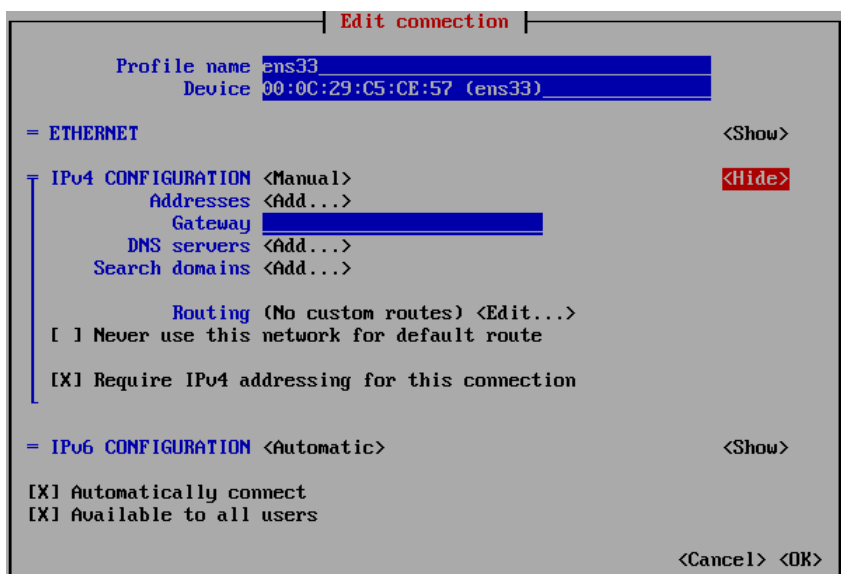 Edit connection
Profile name ens33
Device 00:0C:29:C5:CE:57 (ens33)
= ETHERNET <Show>
= IPv4 CONFIGURATION <Manual> <Hide>
Addresses <Add...>
Gateway
DNS servers <Add...>
Search domains <Add...>
Routing (No custom routes) <Edit...>
[ ] Never use this network for default route
[X] Require IPv4 addressing for this connection
= IPv6 CONFIGURATION <Automatic> <Show>
[X] Automatically connect
[X] Available to all users
<Cancel> <OK>